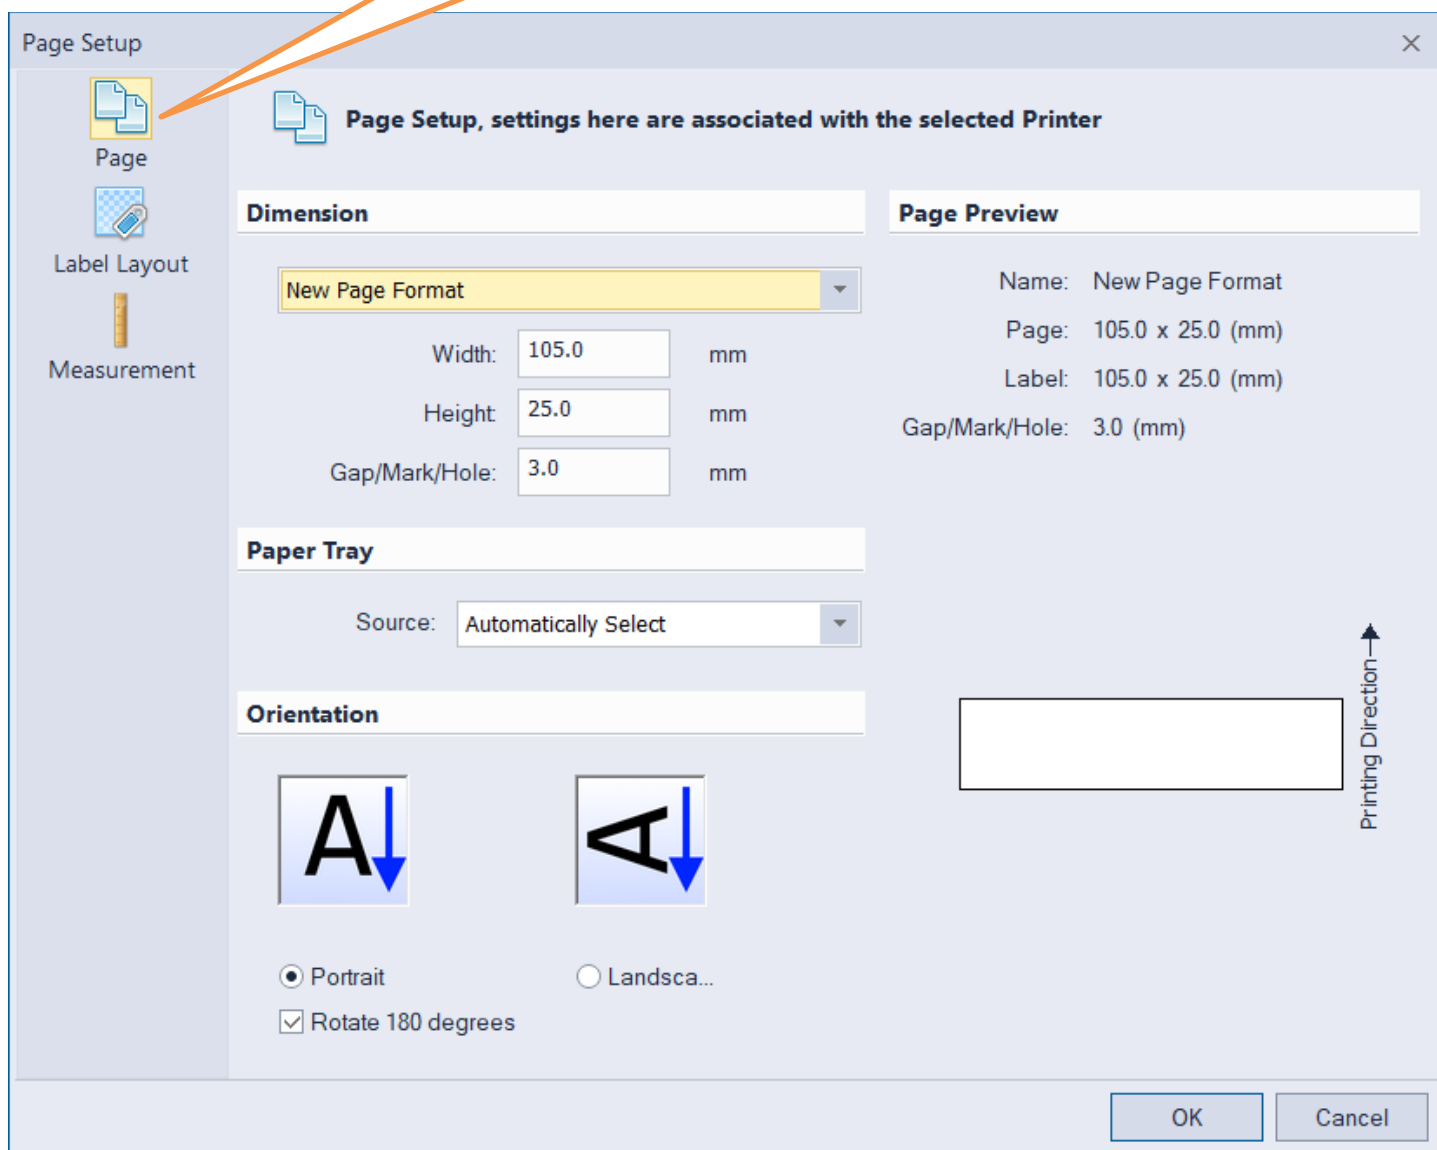 Page Setup
Page
Label Layout
Measurement
Page Setup, settings here are associated with the selected Printer
Dimension
New Page Format
Width: 105.0 mm
Height: 25.0 mm
Gap/Mark/Hole: 3.0 mm
Paper Tray
Source: Automatically Select
Orientation
A
A
Portrait
Landsca...
Rotate 180 degrees
Page Preview
Name: New Page Format
Page: 105.0 x 25.0 (mm)
Label: 105.0 x 25.0 (mm)
Gap/Mark/Hole: 3.0 (mm)
Printing Direction
OK
Cancel